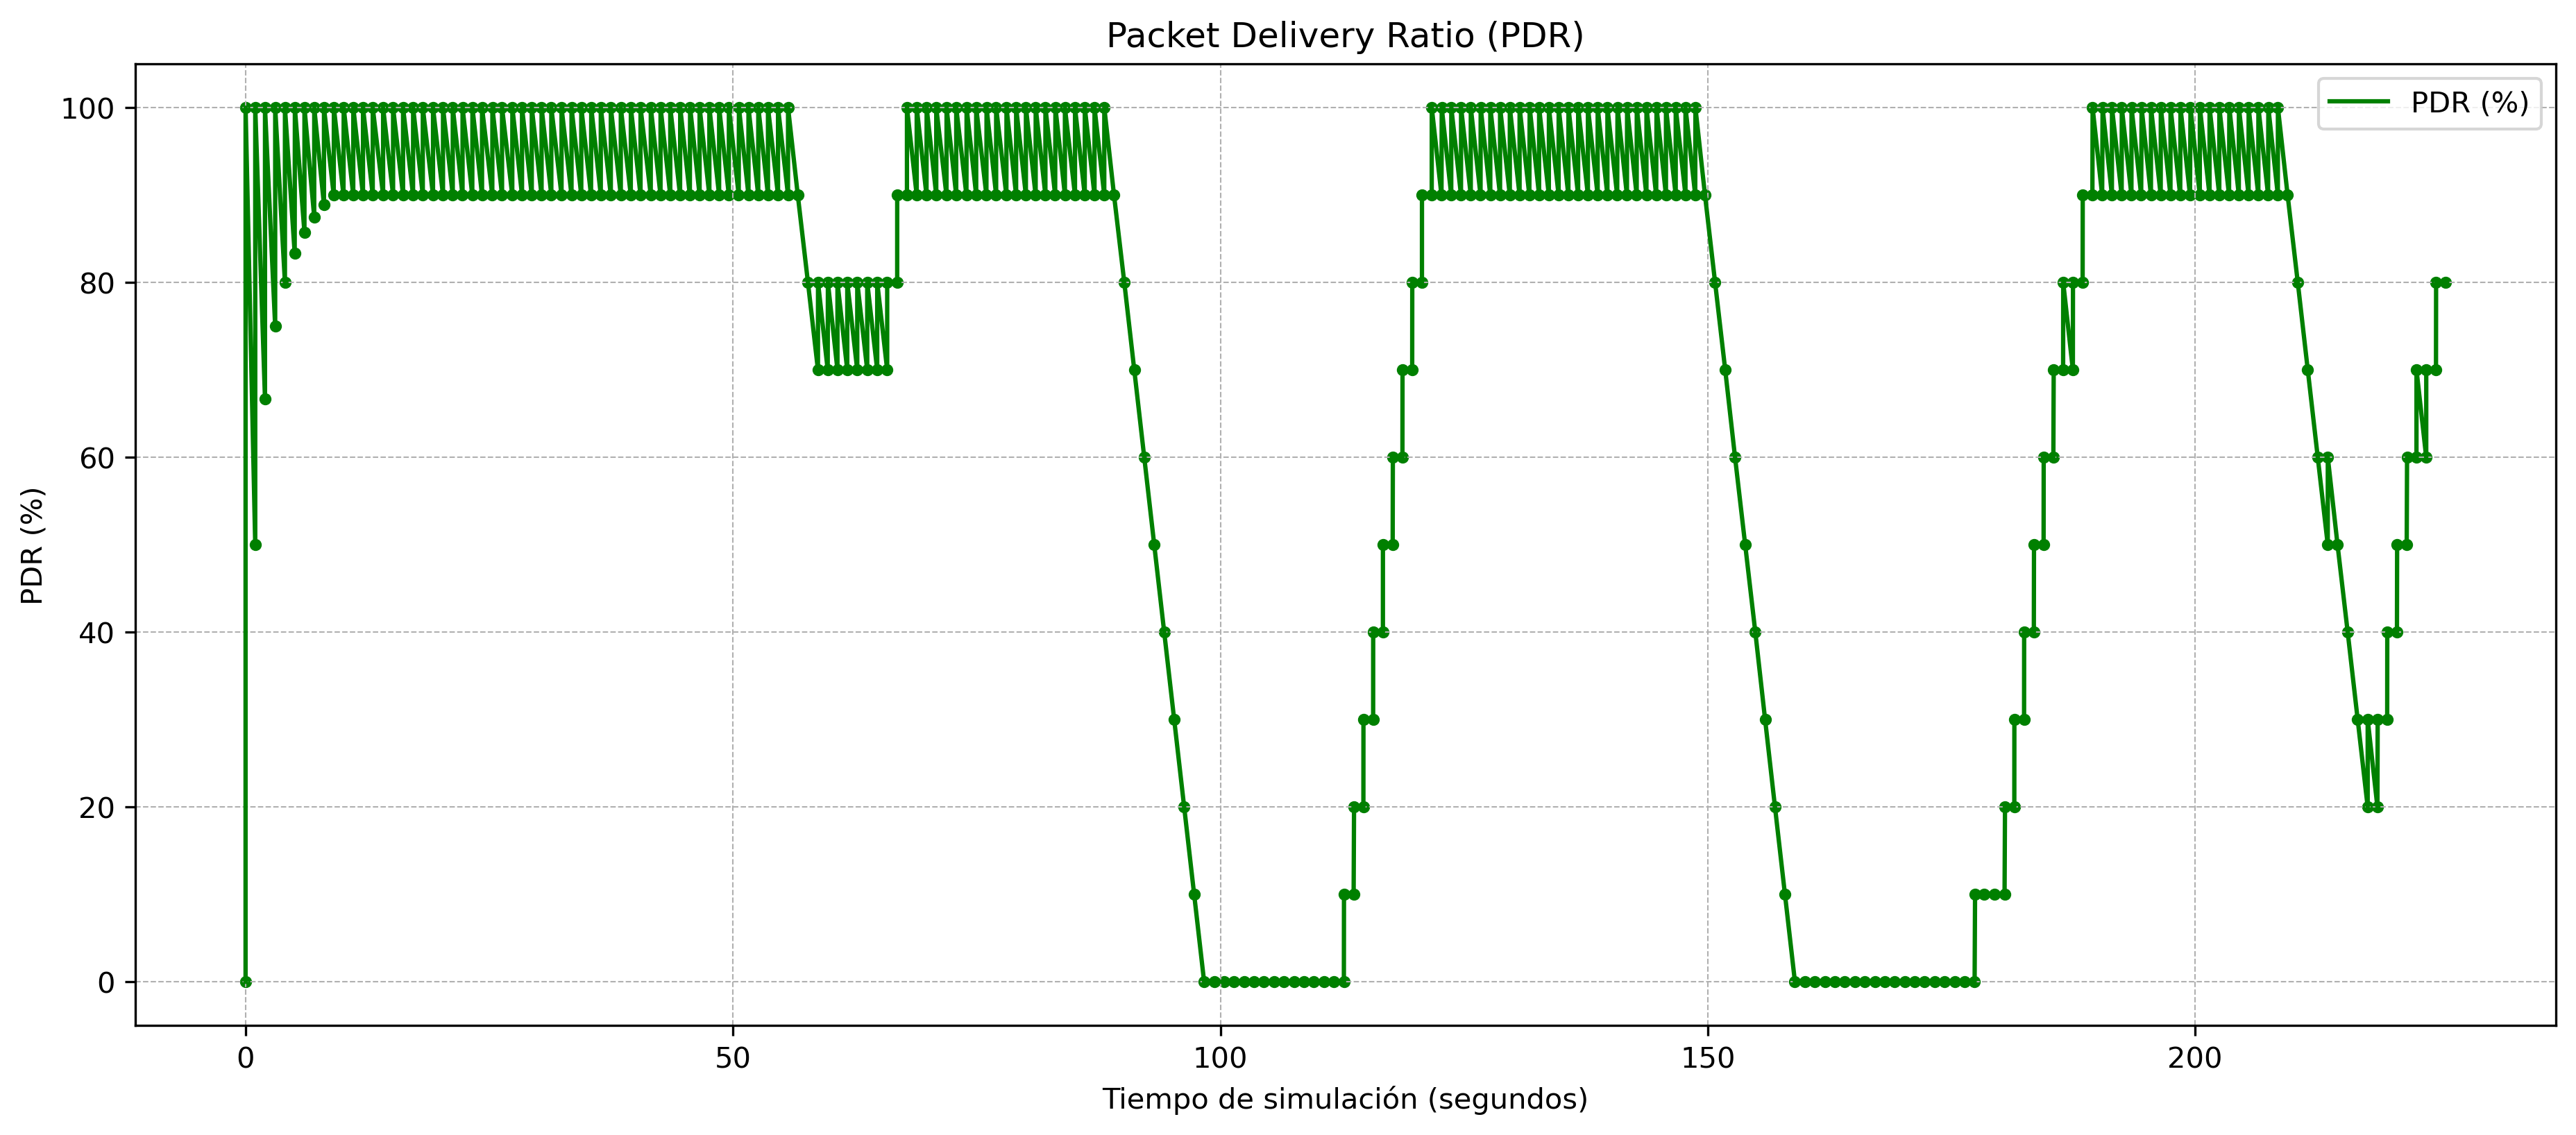 Packet Delivery Ratio (PDR)
PDR (%)
100
80
60
40
20
0
PDR (%)
0 50 100 150 200
Tiempo de simulación (segundos)